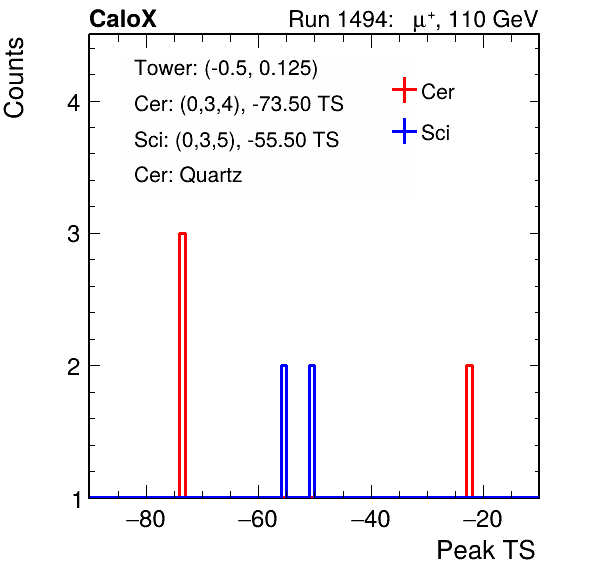 CaloX Run 1494: μ⁺, 110 GeV
Counts
Tower: (-0.5, 0.125)
Cer: (0,3,4), -73.50 TS
Sci: (0,3,5), -55.50 TS
Cer: Quartz
Cer
Sci
4
3
2
1
−80 −60 −40 −20
Peak TS